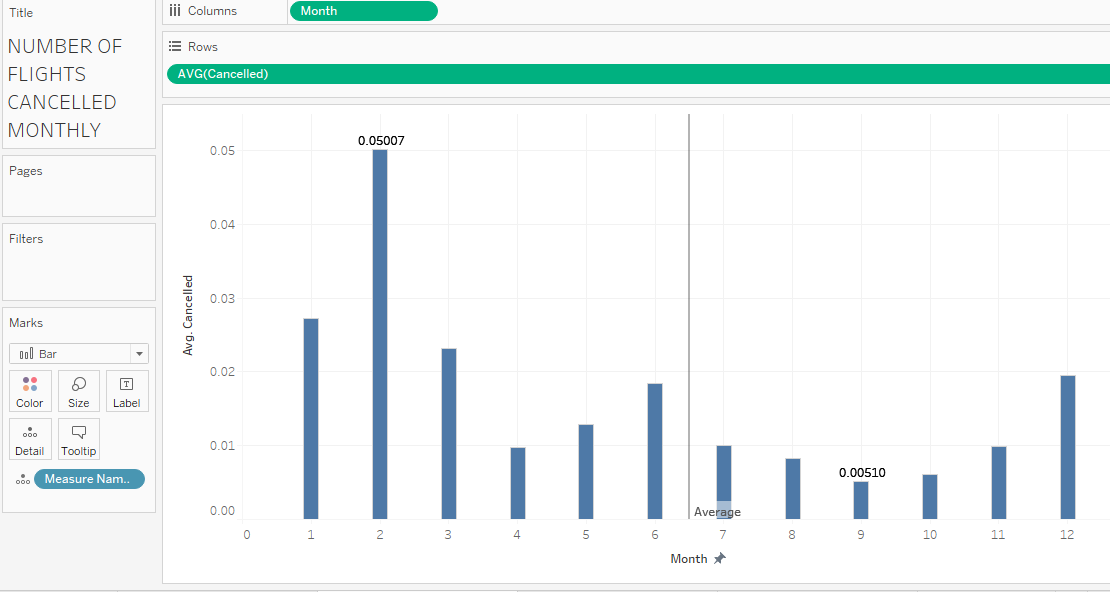 Title
NUMBER OF
FLIGHTS
CANCELLED
MONTHLY
Pages
Filters
Marks
Bar
Color Size Label
Detail Tooltip
Measure Nam..
Columns Month
Rows
AVG(Cancelled)
Avg. Cancelled
0.05
0.04
0.03
0.02
0.01
0.00
0.05007
0.00510
Average
0 1 2 3 4 5 6 7 8 9 10 11 12
Month